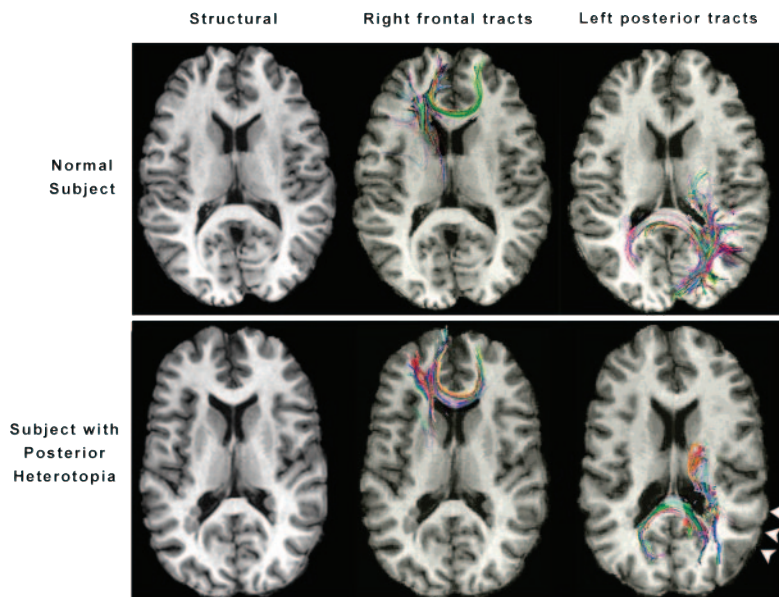 Structural
Right frontal tracts
Left posterior tracts
Normal
Subject
Subject with
Posterior
Heterotopia